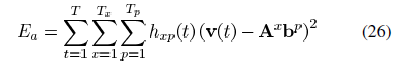 E_a = \sum_{t=1}^{T} \sum_{x=1}^{T_x} \sum_{p=1}^{T_p} h_{xp}(t) (\mathbf{v}(t) - \mathbf{A}^x \mathbf{b}^p)^2 (26)